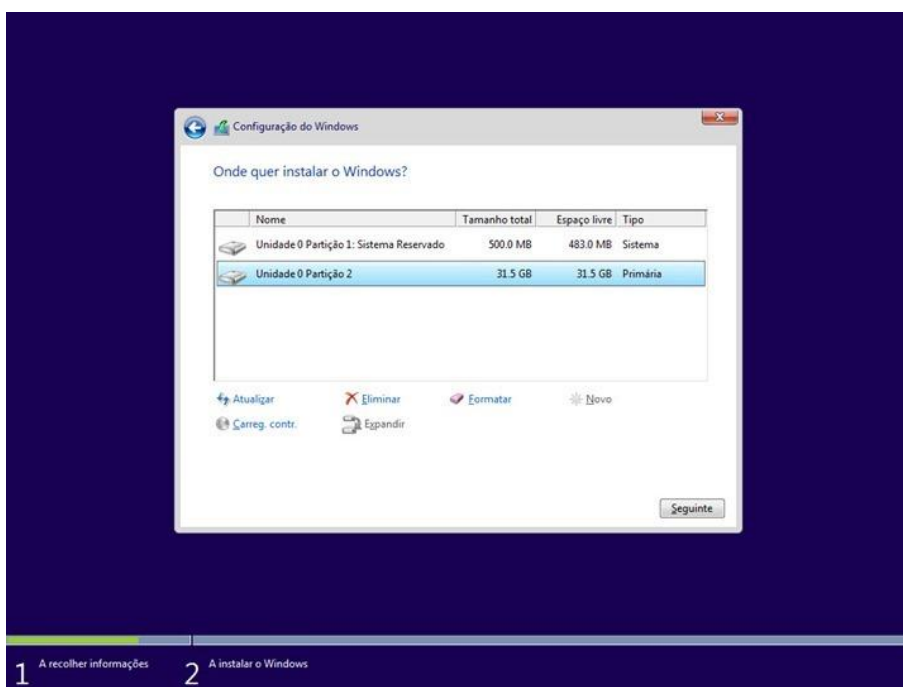 Configuração do Windows
Onde quer instalar o Windows?
Nome Tamanho total Espaço livre Tipo
Unidade 0 Partição 1: Sistema Reservado 500.0 MB 483.0 MB Sistema
Unidade 0 Partição 2 31.5 GB 31.5 GB Primária
Atualizar Eliminar Formatar Novo
Carreg. contr. Expandir
Seguinte
1 A recolher informações 2 A instalar o Windows